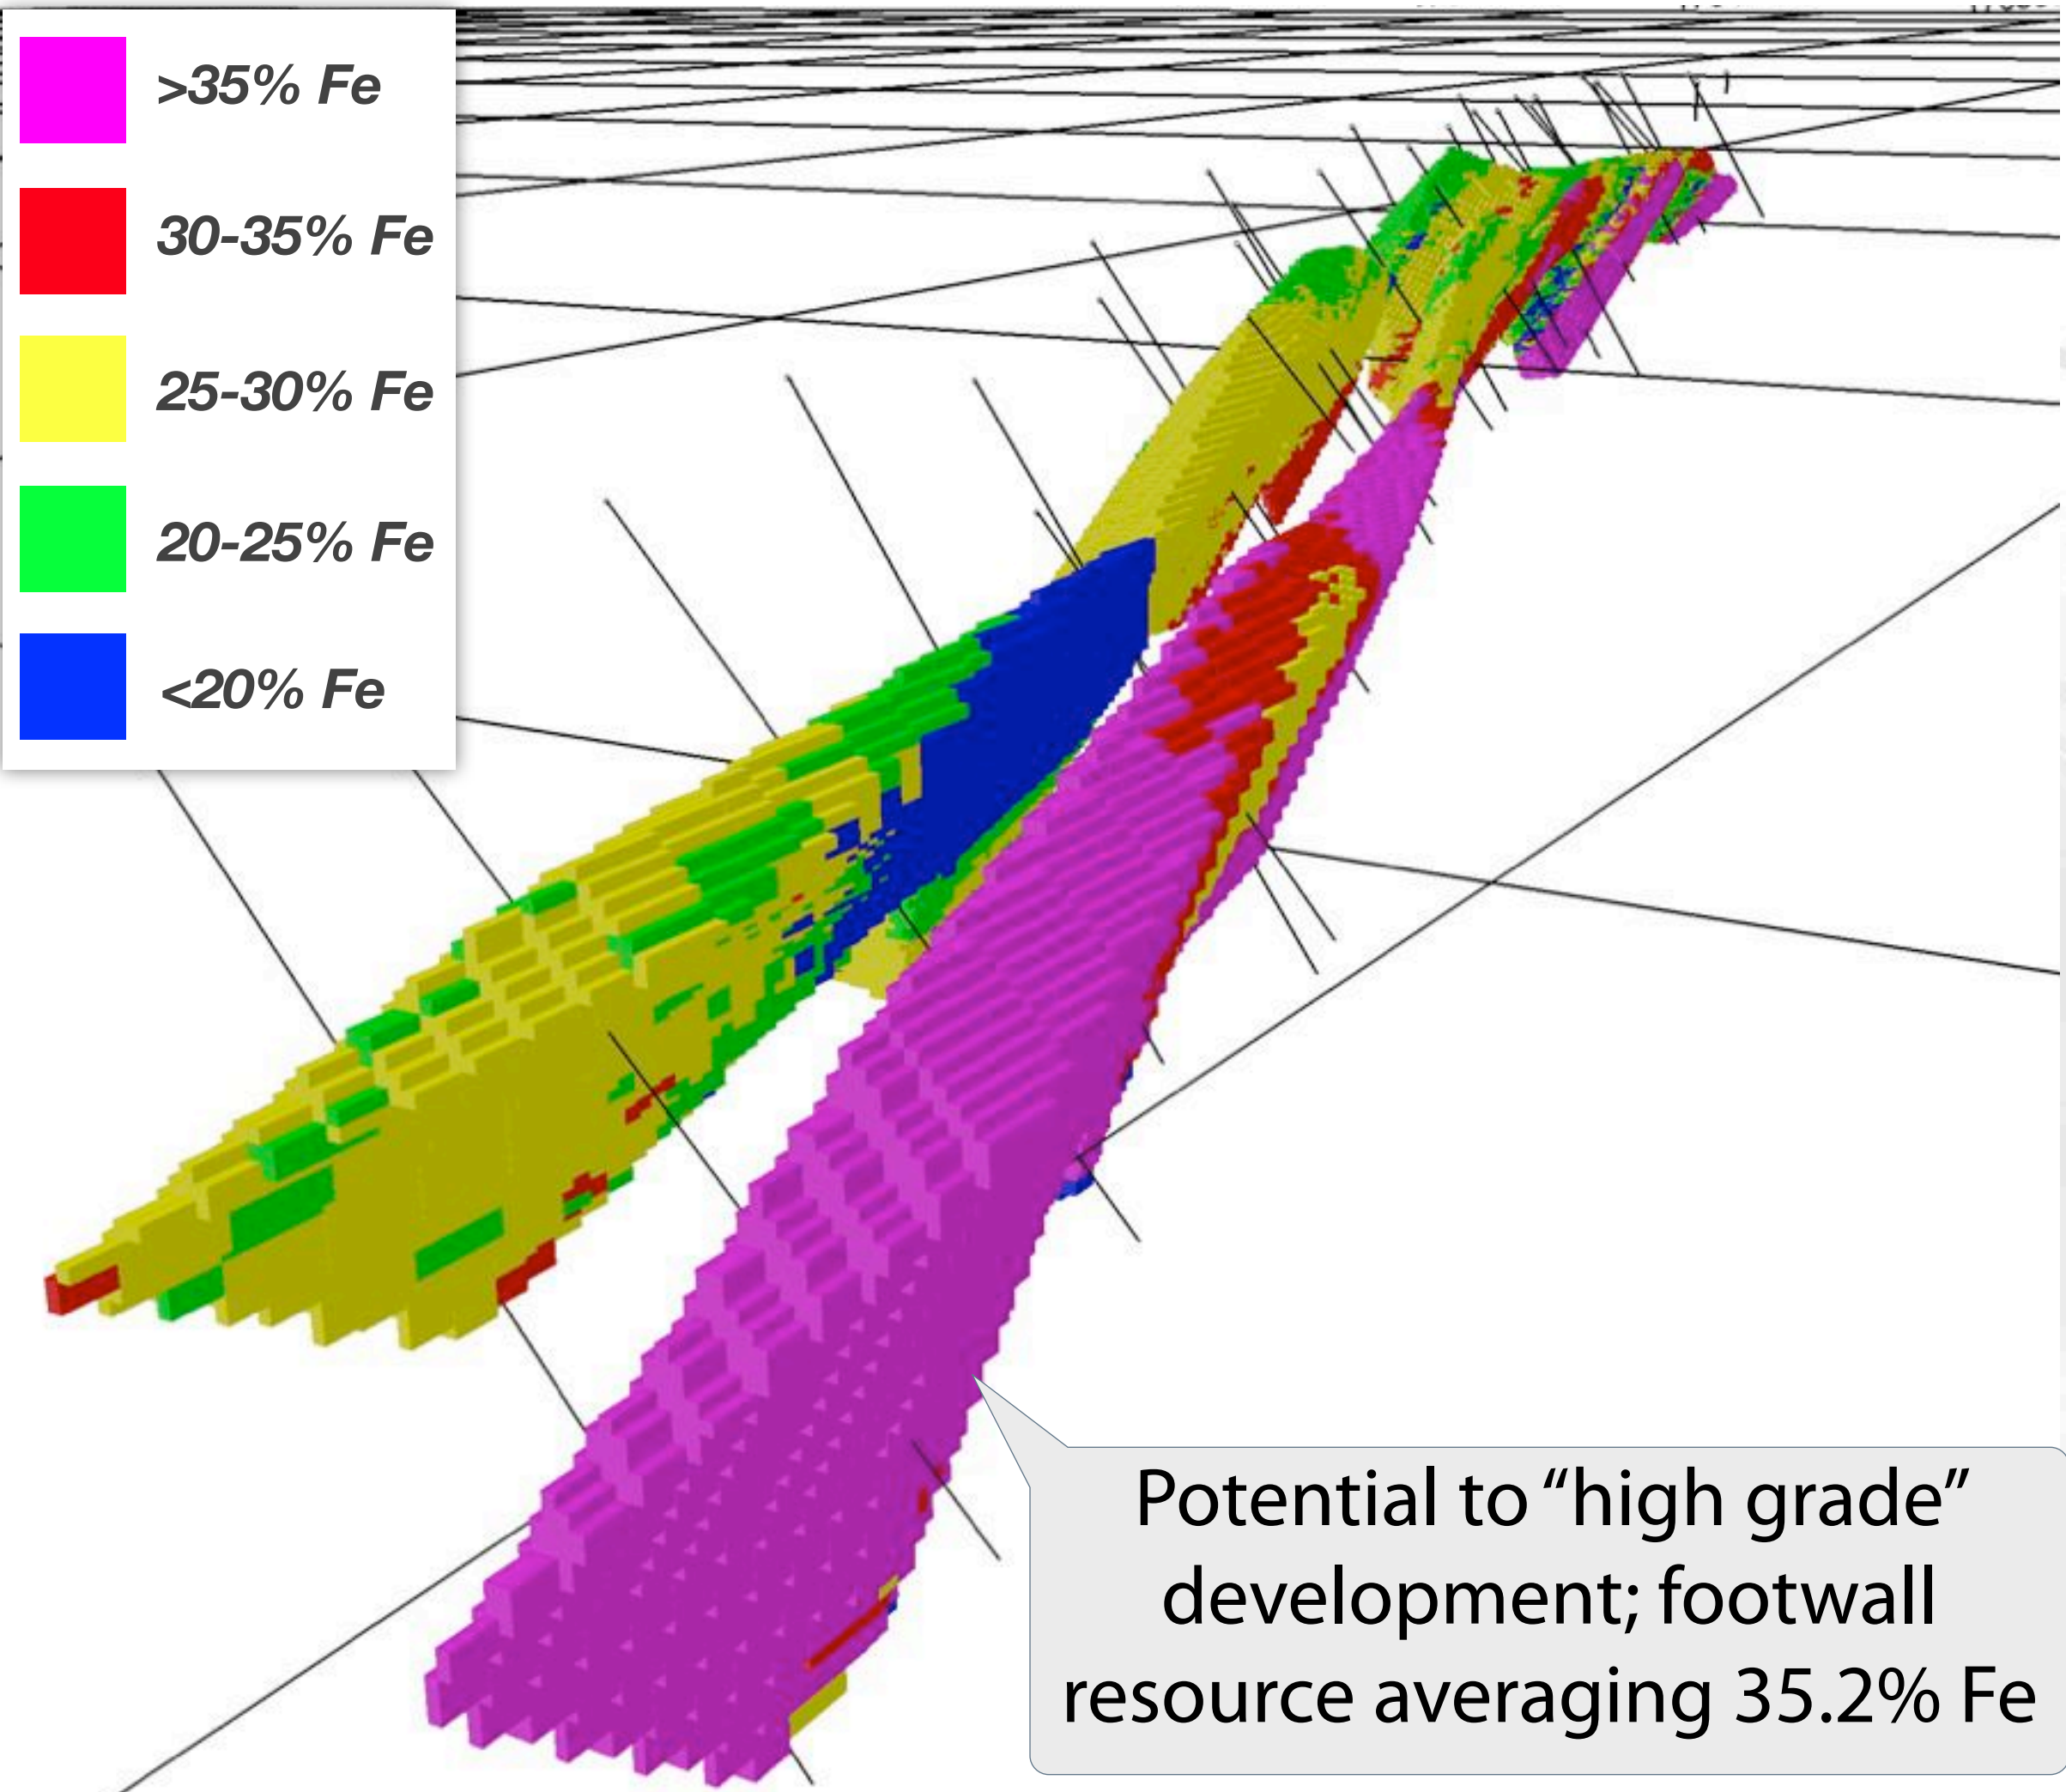 >35% Fe
30-35% Fe
25-30% Fe
20-25% Fe
<20% Fe
Potential to “high grade”
development; footwall
resource averaging 35.2% Fe